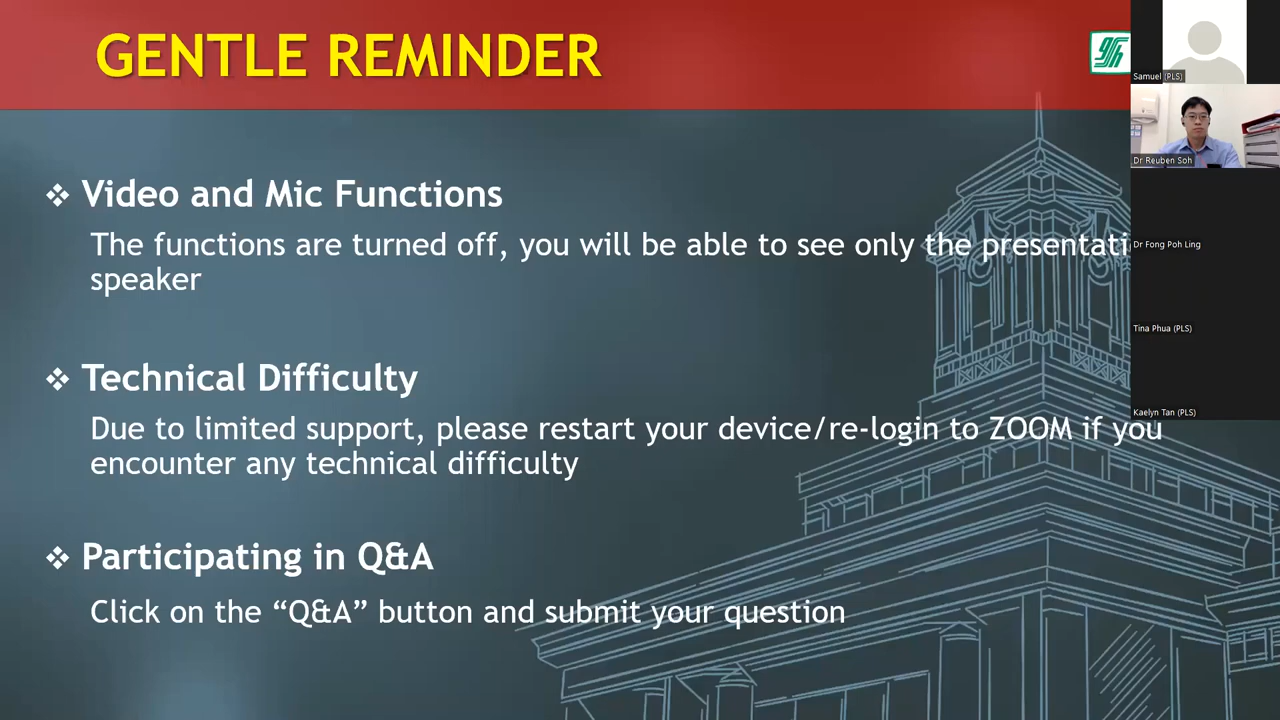 GENTLE REMINDER
Samuel (PLS)
Dr Reuben Soh
❖ Video and Mic Functions
The functions are turned off, you will be able to see only the presentati
speaker
Dr Fong Poh Ling
Tina Phua (PLS)
❖ Technical Difficulty
Kaelyn Tan (PLS)
Due to limited support, please restart your device/re-login to ZOOM if you
encounter any technical difficulty
❖ Participating in Q&A
Click on the “Q&A” button and submit your question